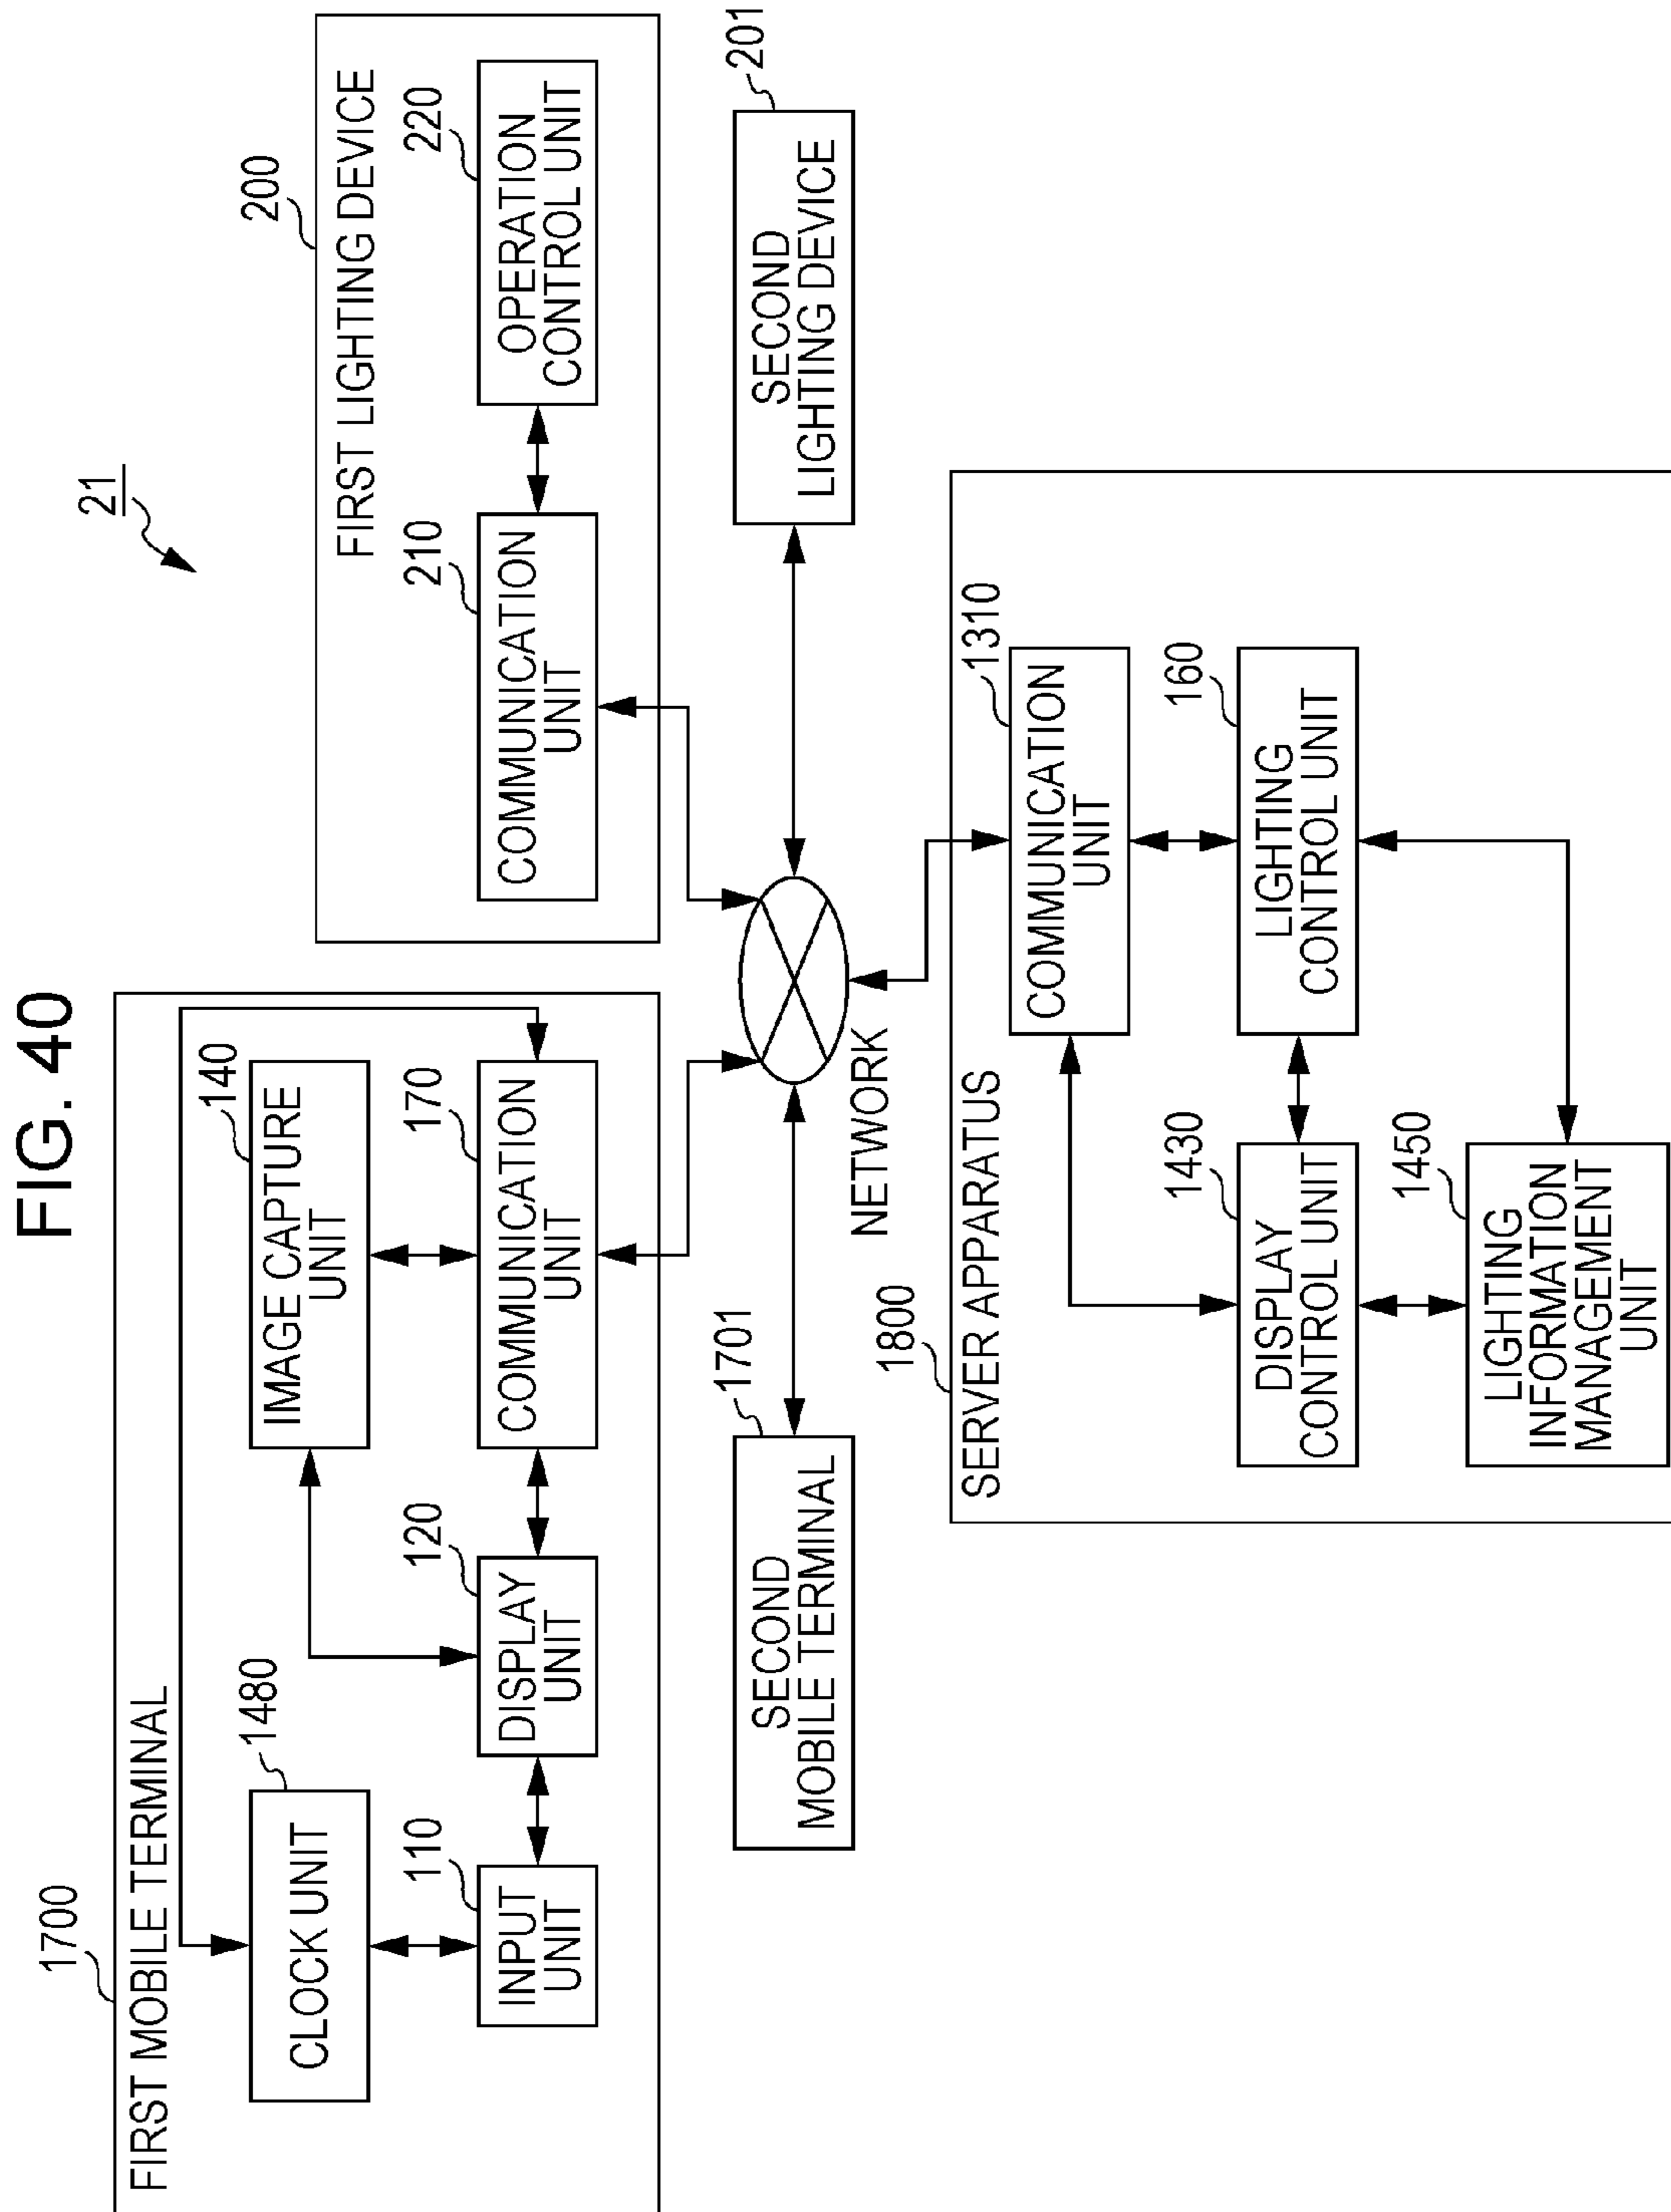 FIG. 40
21
1700
FIRST MOBILE TERMINAL
1480
CLOCK UNIT
140
IMAGE CAPTURE
UNIT
110
INPUT
UNIT
120
DISPLAY
UNIT
170
COMMUNICATION
UNIT
200
FIRST LIGHTING DEVICE
210
COMMUNICATION
UNIT
220
OPERATION
CONTROL UNIT
1701
SECOND
MOBILE TERMINAL
NETWORK
201
SECOND
LIGHTING DEVICE
1800
SERVER APPARATUS
1310
COMMUNICATION
UNIT
1430
DISPLAY
CONTROL UNIT
160
LIGHTING
CONTROL UNIT
1450
LIGHTING
INFORMATION
MANAGEMENT
UNIT